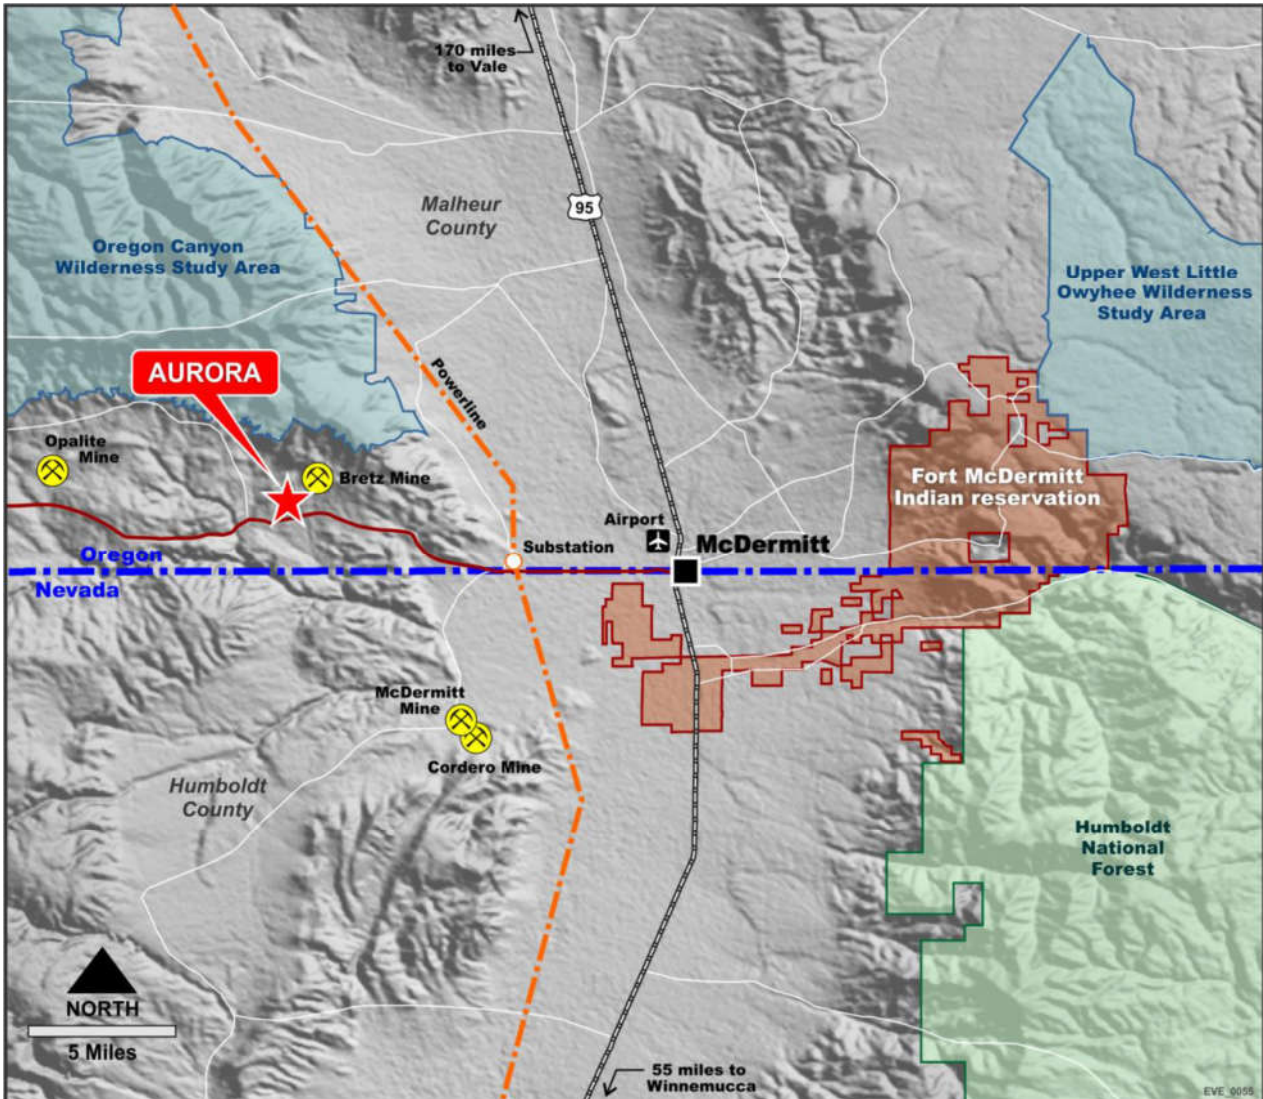 170 miles
to Vale
95
Malheur
County
Oregon Canyon
Wilderness Study Area
Upper West Little
Owyhee Wilderness
Study Area
AURORA
Powerline
Opalite
Mine
Bretz Mine
Fort McDermitt
Indian reservation
Airport
McDermitt
Substation
Oregon
Nevada
McDermitt
Mine
Cordero Mine
Humboldt
County
Humboldt
National
Forest
NORTH
5 Miles
55 miles to
Winnemucca
EVE_0055